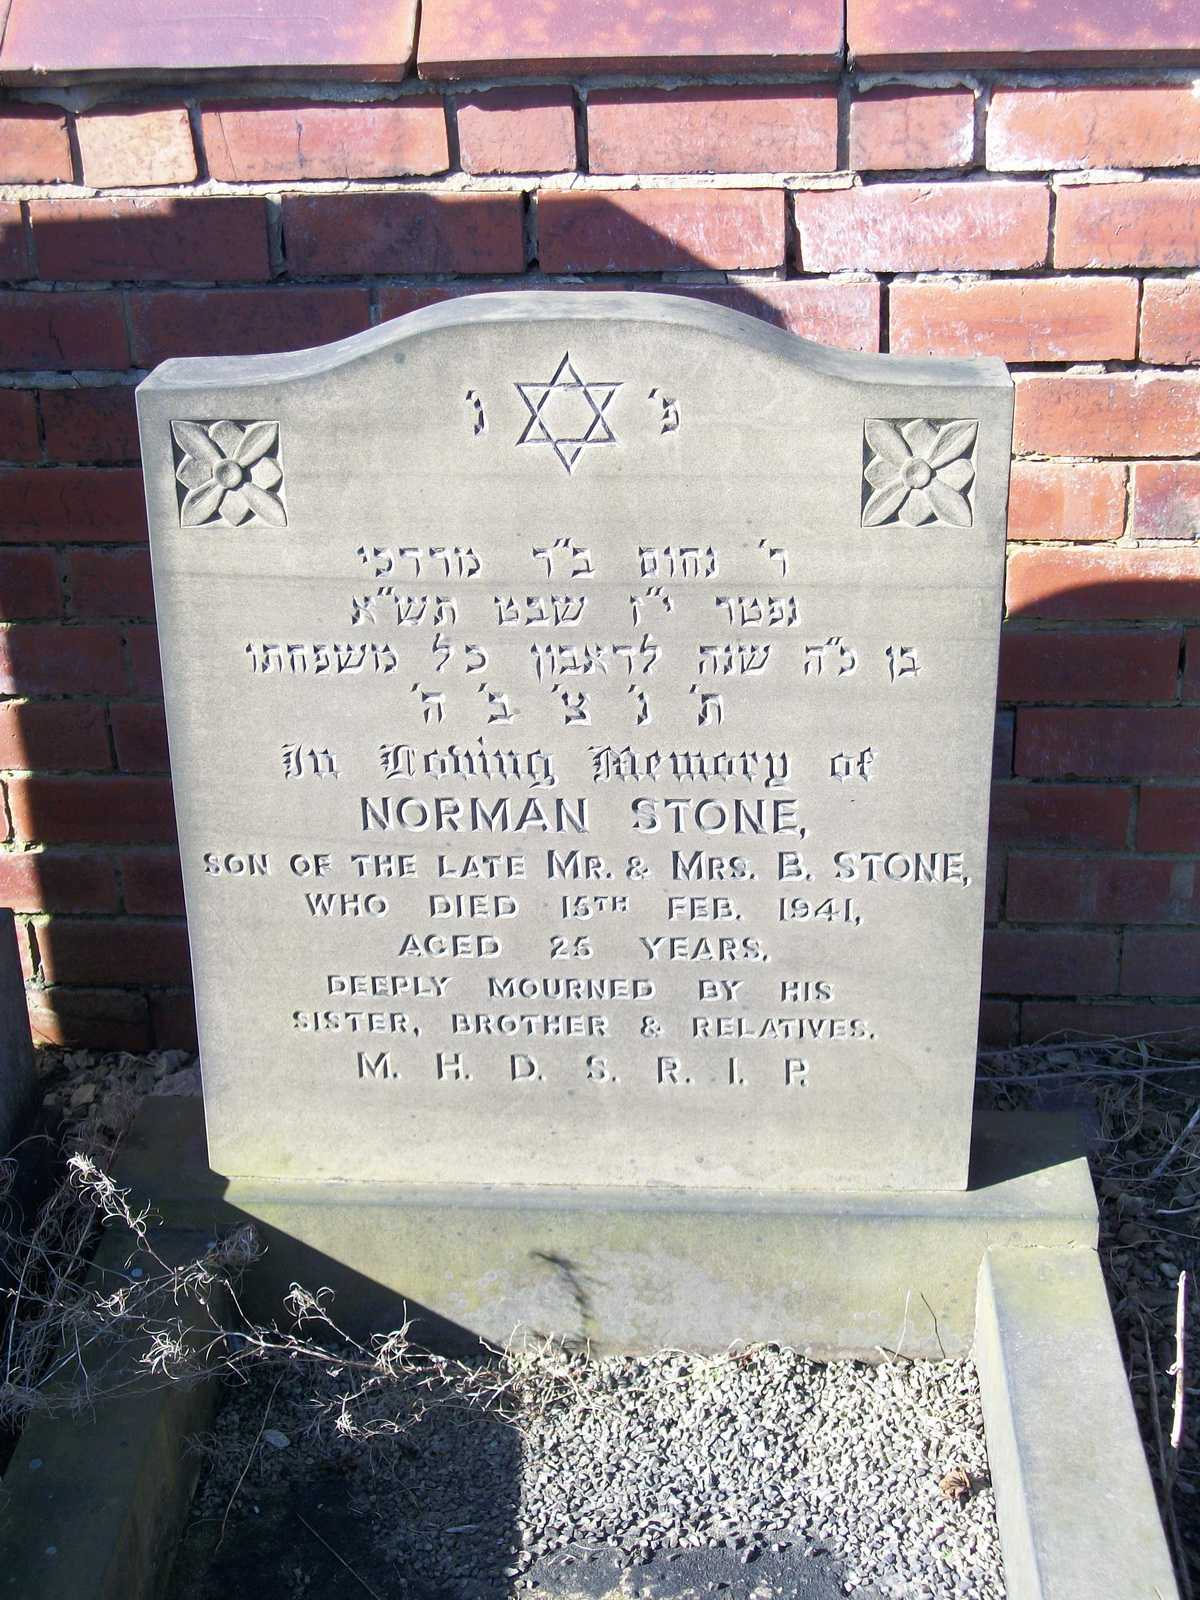 פ' נ
ר' נחום ב"ר מרדכי
נפטר י"ז שבט תש"א
בן כ"ה שנה לדאבון כל משפחתו
ת' נ' צ' ב' ה'
In Loving Memory of
NORMAN STONE,
SON OF THE LATE MR. & MRS. B. STONE,
WHO DIED 15TH FEB. 1941,
AGED 25 YEARS.
DEEPLY MOURNED BY HIS
SISTER, BROTHER & RELATIVES.
M. H. D. S. R. I. P.